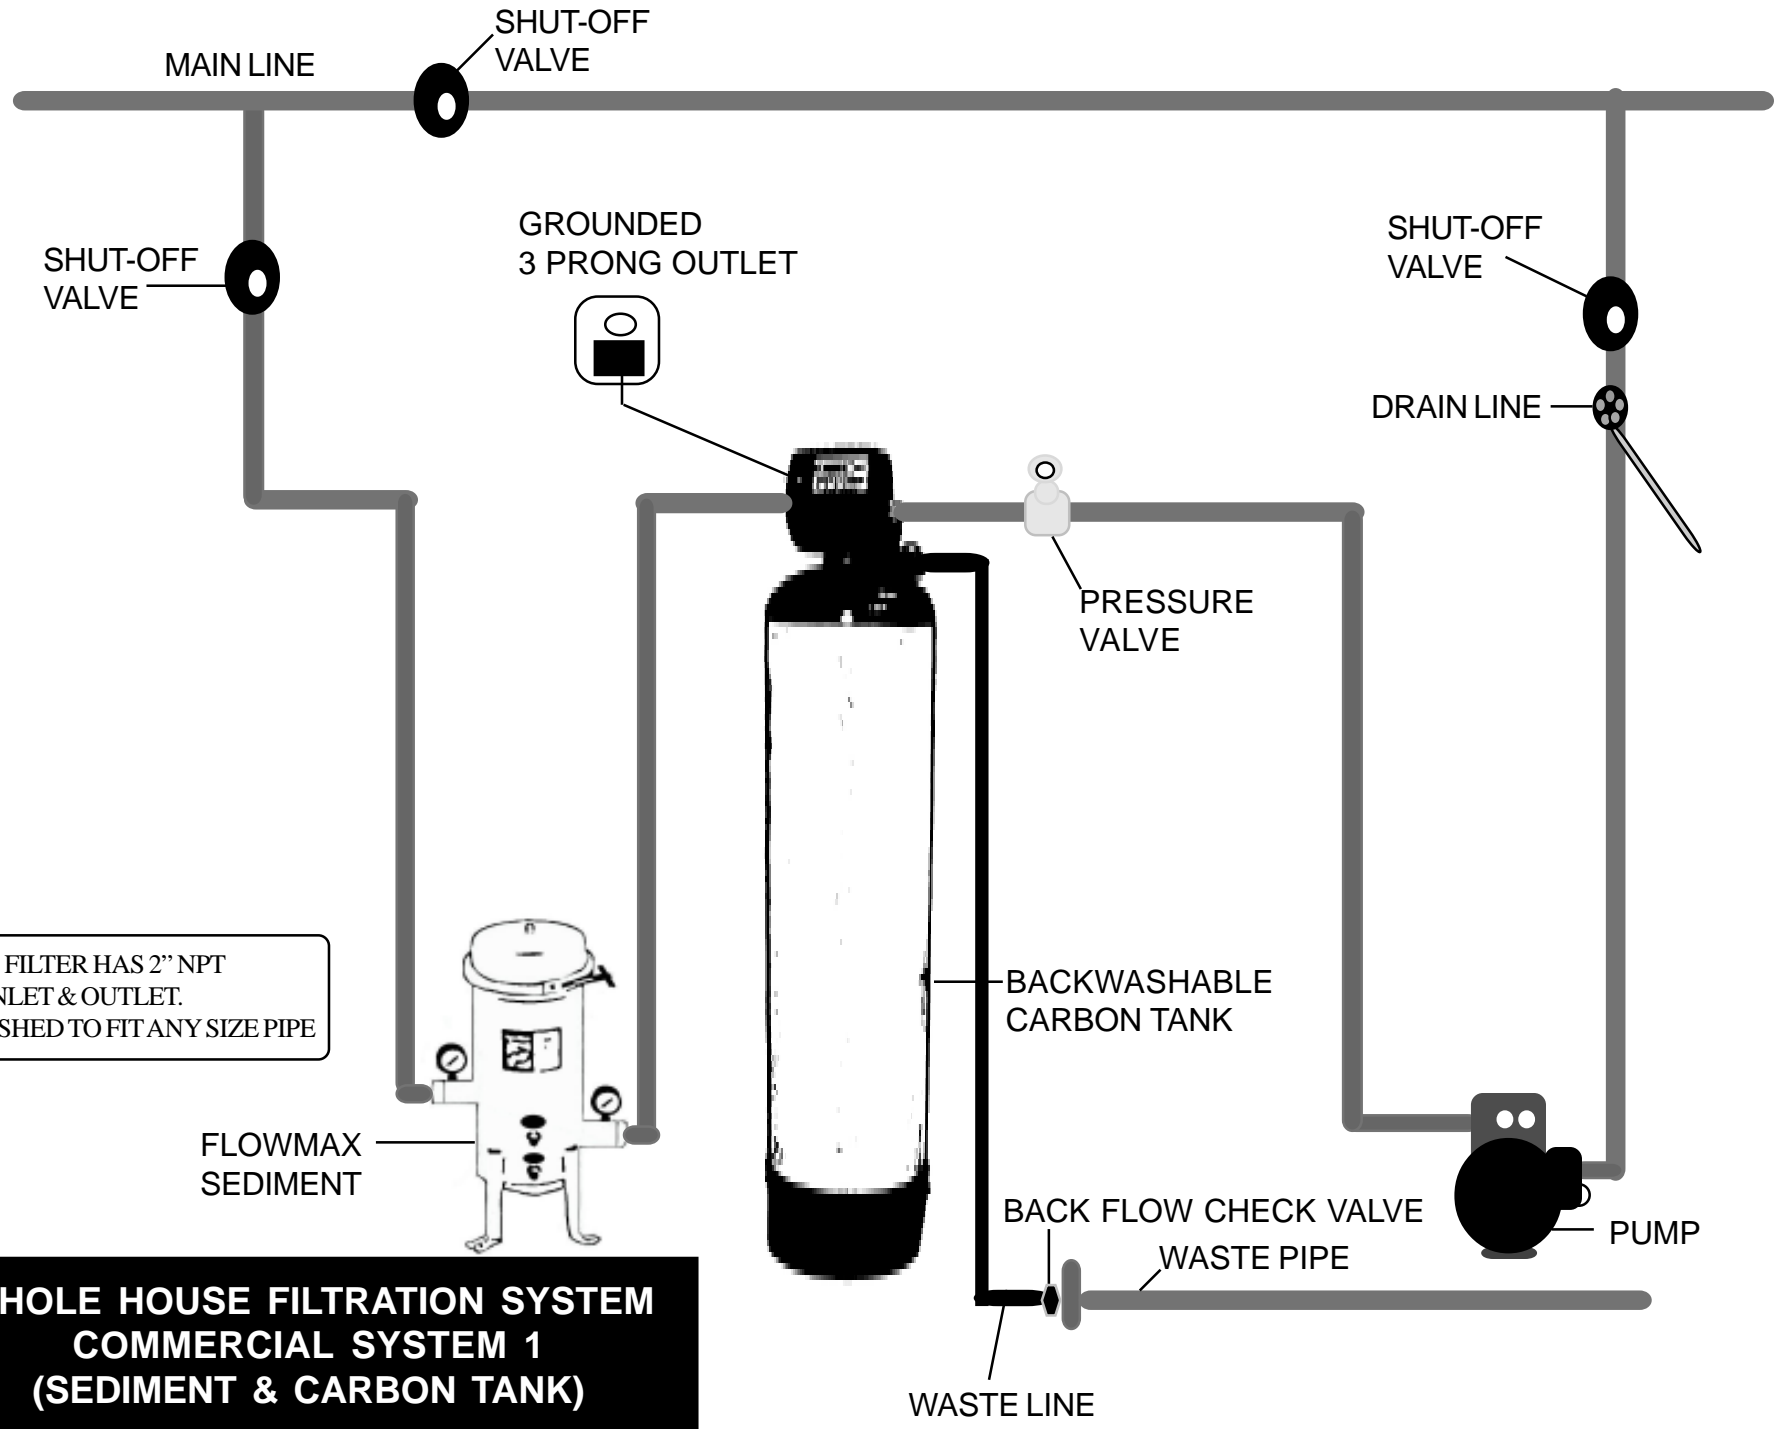 SHUT-OFF
VALVE
MAIN LINE
GROUNDED
3 PRONG OUTLET
SHUT-OFF
VALVE
SHUT-OFF
VALVE
DRAIN LINE
PRESSURE
VALVE
FILTER HAS 2” NPT
NLET & OUTLET.
SHED TO FIT ANY SIZE PIPE
BACKWASHABLE
CARBON TANK
FLOWMAX
SEDIMENT
BACK FLOW CHECK VALVE
WASTE PIPE
PUMP
HOLE HOUSE FILTRATION SYSTEM
COMMERCIAL SYSTEM 1
(SEDIMENT & CARBON TANK)
WASTE LINE